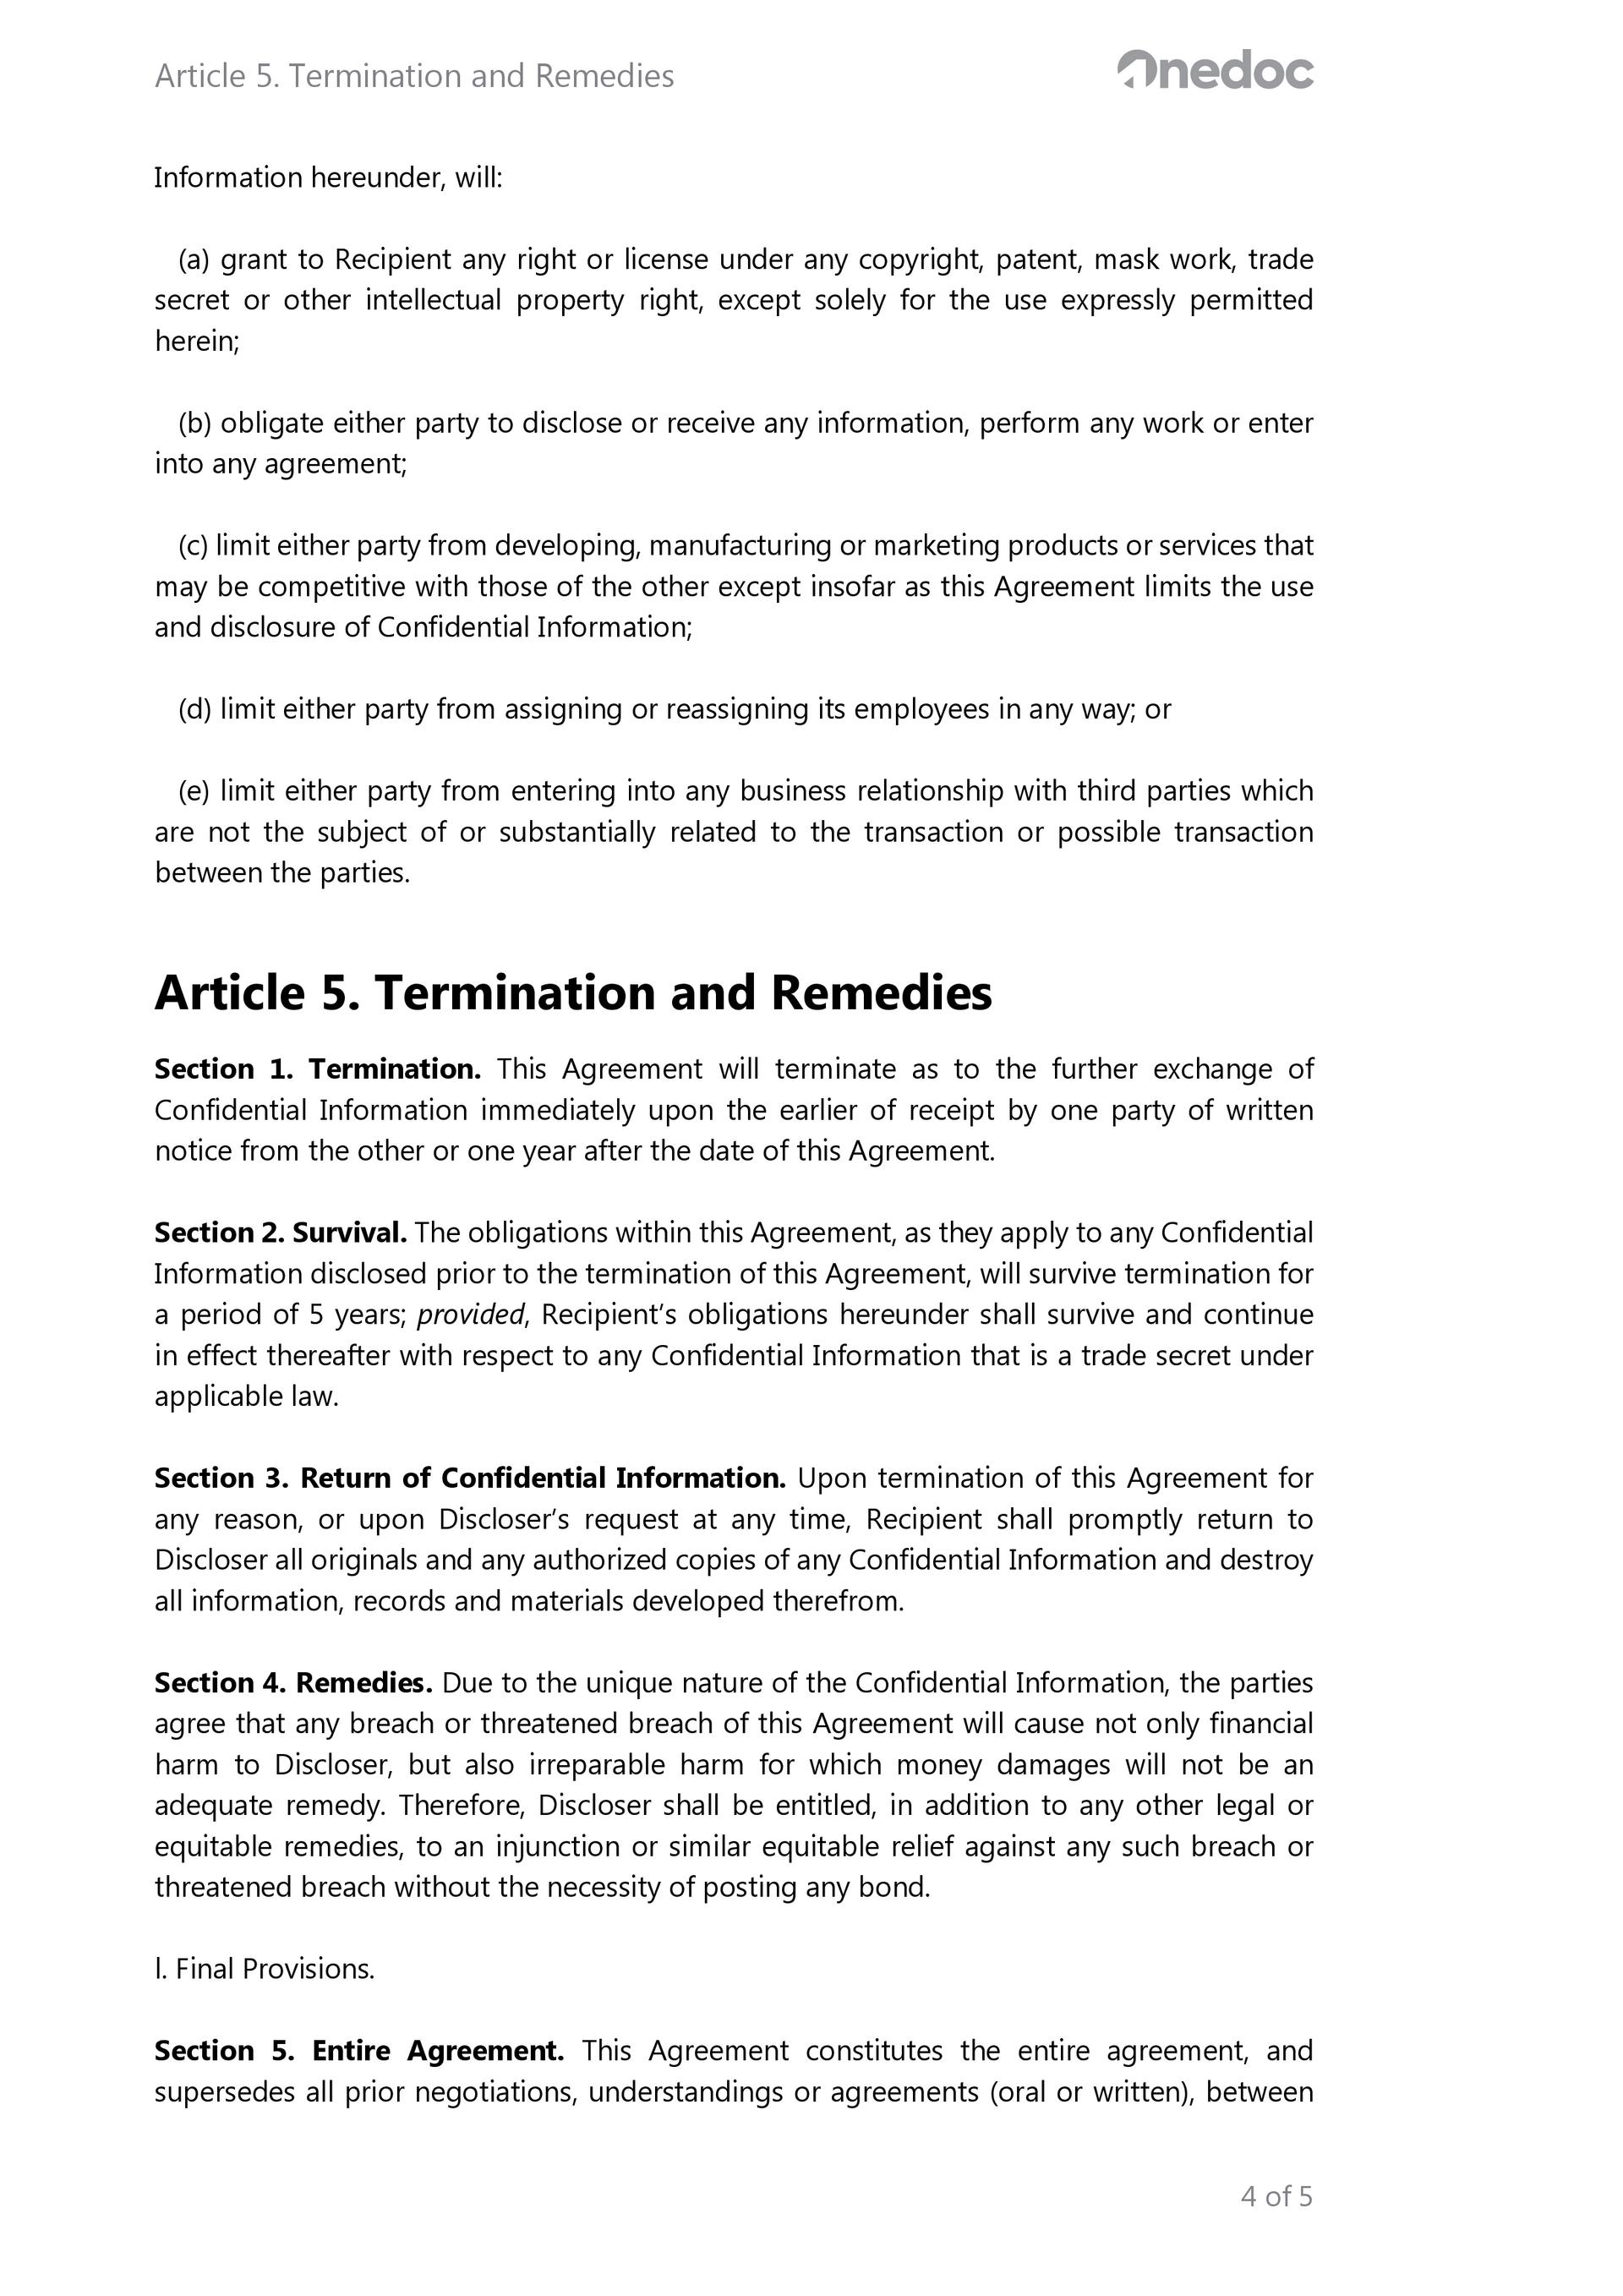 Article 5. Termination and Remedies
Onedoc
Information hereunder, will:
(a) grant to Recipient any right or license under any copyright, patent, mask work, trade
secret or other intellectual property right, except solely for the use expressly permitted
herein;
(b) obligate either party to disclose or receive any information, perform any work or enter
into any agreement;
(c) limit either party from developing, manufacturing or marketing products or services that
may be competitive with those of the other except insofar as this Agreement limits the use
and disclosure of Confidential Information;
(d) limit either party from assigning or reassigning its employees in any way; or
(e) limit either party from entering into any business relationship with third parties which
are not the subject of or substantially related to the transaction or possible transaction
between the parties.
Article 5. Termination and Remedies
Section 1. Termination. This Agreement will terminate as to the further exchange of
Confidential Information immediately upon the earlier of receipt by one party of written
notice from the other or one year after the date of this Agreement.
Section 2. Survival. The obligations within this Agreement, as they apply to any Confidential
Information disclosed prior to the termination of this Agreement, will survive termination for
a period of 5 years; provided, Recipient’s obligations hereunder shall survive and continue
in effect thereafter with respect to any Confidential Information that is a trade secret under
applicable law.
Section 3. Return of Confidential Information. Upon termination of this Agreement for
any reason, or upon Discloser’s request at any time, Recipient shall promptly return to
Discloser all originals and any authorized copies of any Confidential Information and destroy
all information, records and materials developed therefrom.
Section 4. Remedies. Due to the unique nature of the Confidential Information, the parties
agree that any breach or threatened breach of this Agreement will cause not only financial
harm to Discloser, but also irreparable harm for which money damages will not be an
adequate remedy. Therefore, Discloser shall be entitled, in addition to any other legal or
equitable remedies, to an injunction or similar equitable relief against any such breach or
threatened breach without the necessity of posting any bond.
l. Final Provisions.
Section 5. Entire Agreement. This Agreement constitutes the entire agreement, and
supersedes all prior negotiations, understandings or agreements (oral or written), between
4 of 5